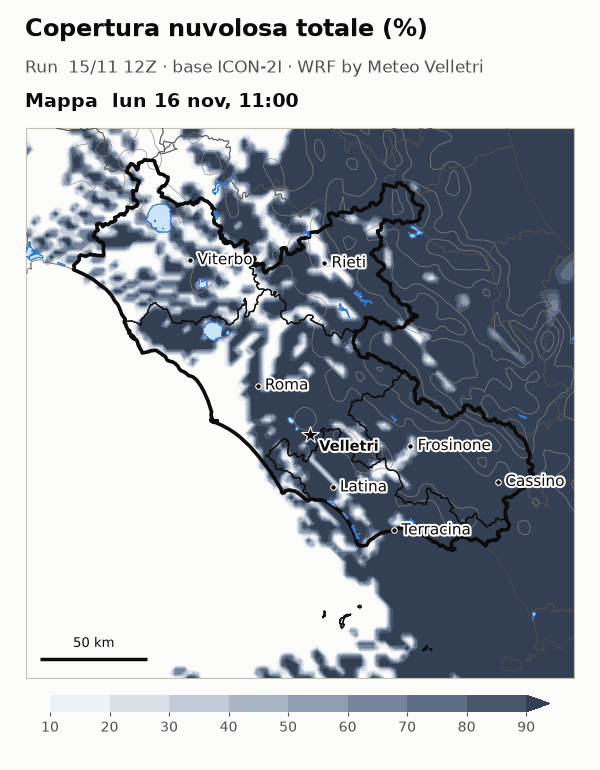 Copertura nuvolosa totale (%)
Run 15/11 12Z · base ICON-2I · WRF by Meteo Velletri
Mappa lun 16 nov, 11:00
Viterbo
Rieti
Roma
Velletri
Frosinone
Latina
Cassino
Terracina
50 km
10 20 30 40 50 60 70 80 90